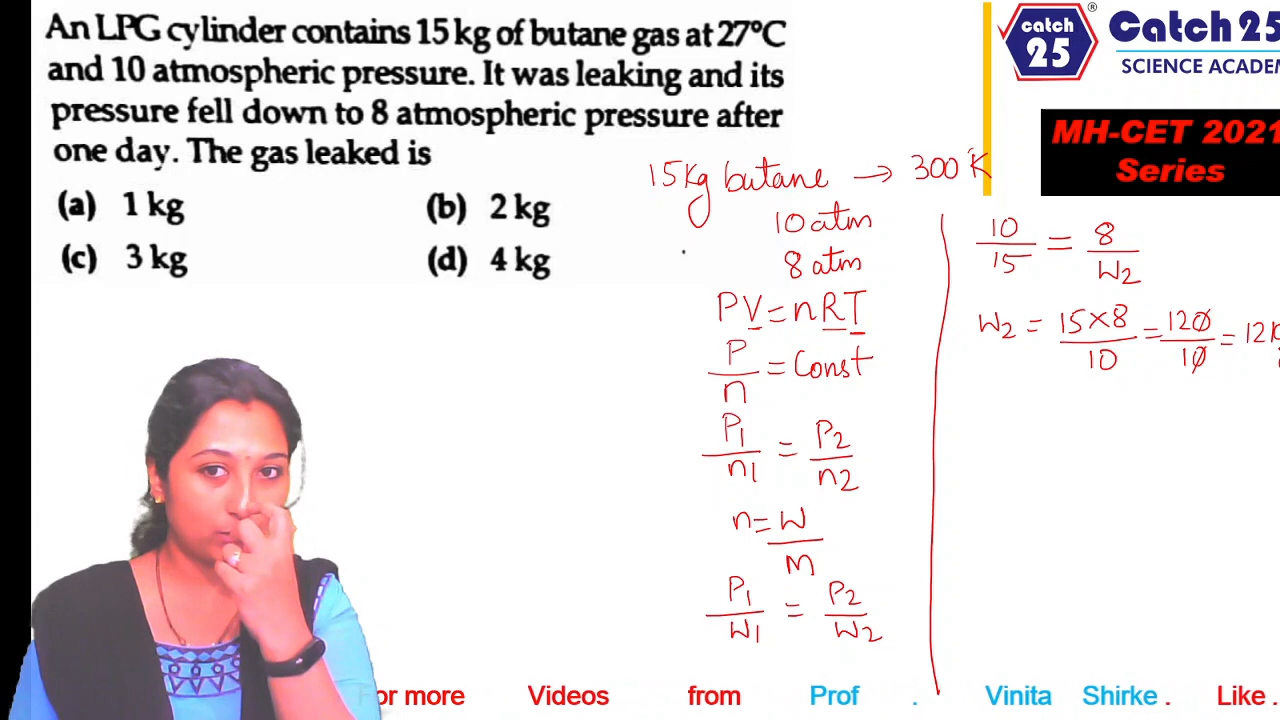 An LPG cylinder contains 15 kg of butane gas at 27°C
and 10 atmospheric pressure. It was leaking and its
pressure fell down to 8 atmospheric pressure after
one day. The gas leaked is
(a) 1 kg (b) 2 kg
(c) 3 kg (d) 4 kg
catch
25
®
Catch 25
SCIENCE ACADEM
MH-CET 2021
Series
15Kg butane → 300°K
10 atm
8 atm
PV = nRT
P/n = Const
P1/n1 = P2/n2
n = W/M
P1/W1 = P2/W2
10/15 = 8/W2
W2 = 15×8/10 = 120/10 = 12
For more Videos from Prof . Vinita Shirke . Like .